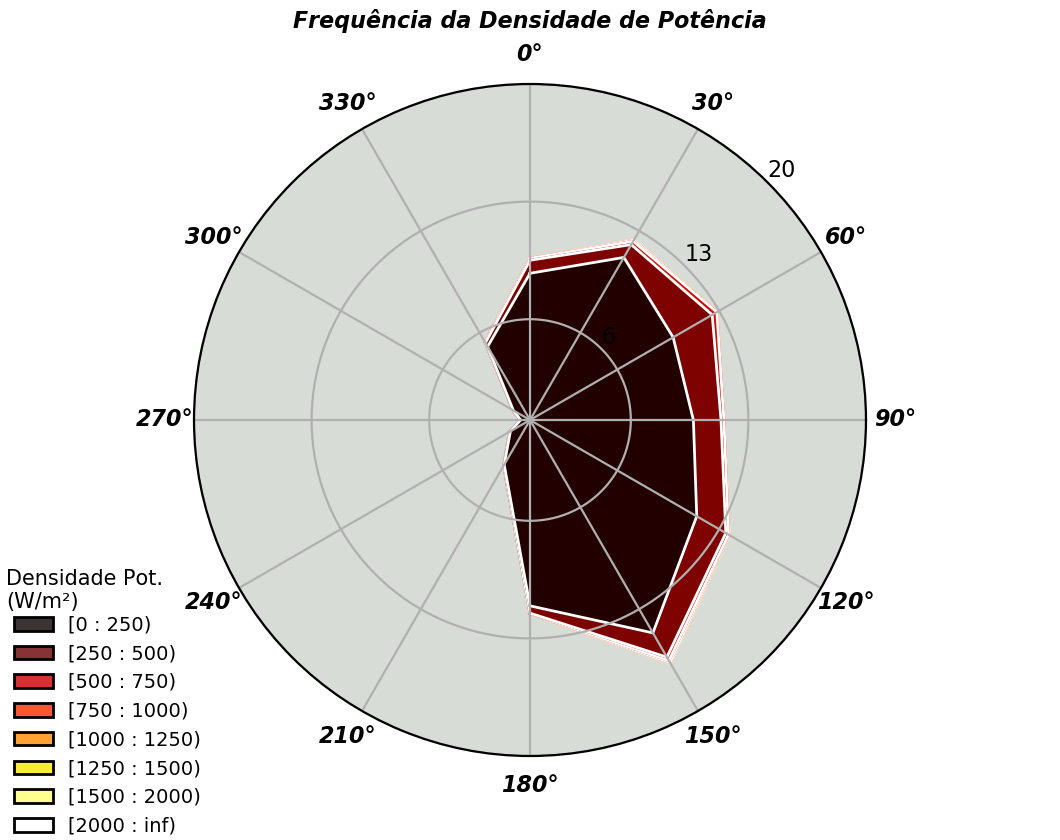 Frequência da Densidade de Potência
0°
30°
60°
90°
120°
150°
180°
210°
240°
270°
300°
330°
6
13
20
Densidade Pot.
(W/m²)
[0 : 250)
[250 : 500)
[500 : 750)
[750 : 1000)
[1000 : 1250)
[1250 : 1500)
[1500 : 2000)
[2000 : inf)